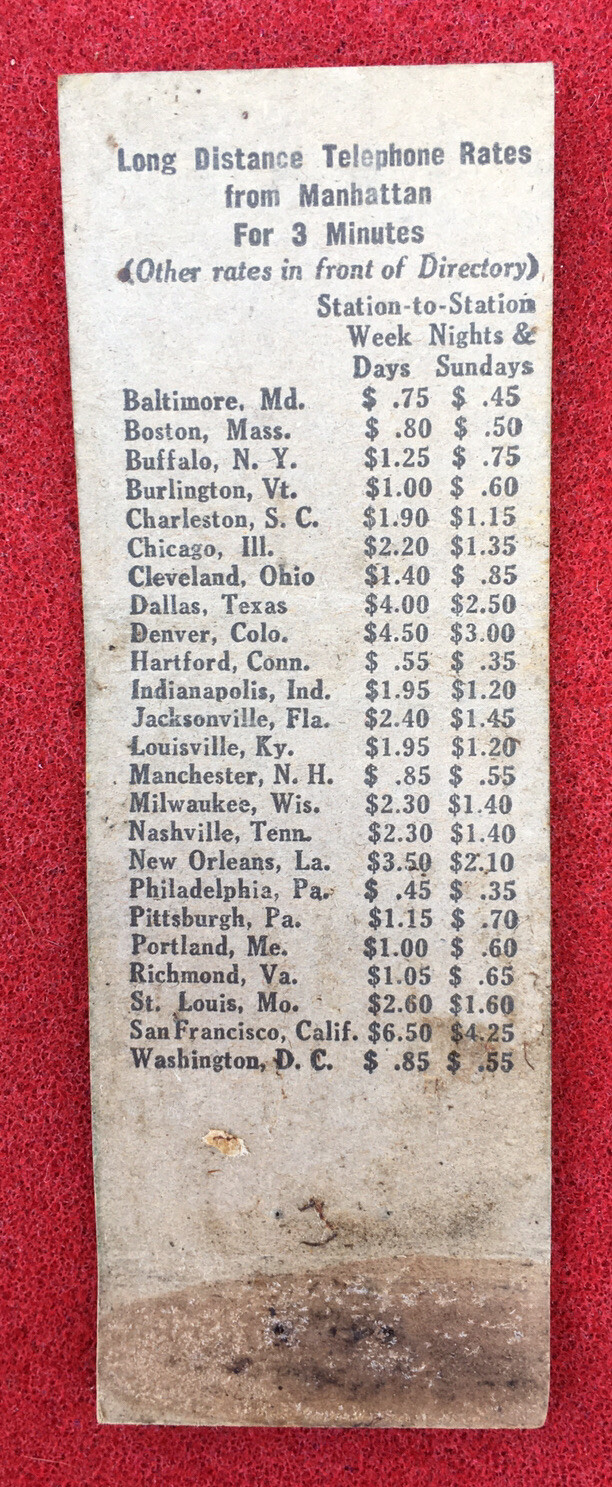 Long Distance Telephone Rates
from Manhattan
For 3 Minutes
(Other rates in front of Directory)
Station-to-Station
Week Nights &
Days Sundays
Baltimore, Md. $ .75 $ .45
Boston, Mass. $ .80 $ .50
Buffalo, N. Y. $1.25 $ .75
Burlington, Vt. $1.00 $ .60
Charleston, S. C. $1.90 $1.15
Chicago, Ill. $2.20 $1.35
Cleveland, Ohio $1.40 $ .85
Dallas, Texas $4.00 $2.50
Denver, Colo. $4.50 $3.00
Hartford, Conn. $ .55 $ .35
Indianapolis, Ind. $1.95 $1.20
Jacksonville, Fla. $2.40 $1.45
Louisville, Ky. $1.95 $1.20
Manchester, N. H. $ .85 $ .55
Milwaukee, Wis. $2.30 $1.40
Nashville, Tenn. $2.30 $1.40
New Orleans, La. $3.50 $2.10
Philadelphia, Pa. $ .45 $ .35
Pittsburgh, Pa. $1.15 $ .70
Portland, Me. $1.00 $ .60
Richmond, Va. $1.05 $ .65
St. Louis, Mo. $2.60 $1.60
San Francisco, Calif. $6.50 $4.25
Washington, D. C. $ .85 $ .55